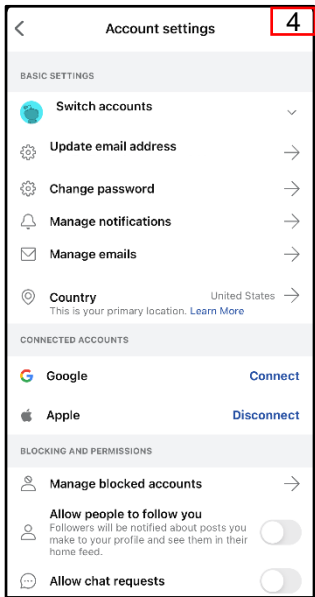 Account settings
4
BASIC SETTINGS
Switch accounts
Update email address
Change password
Manage notifications
Manage emails
Country
United States
This is your primary location. Learn More
CONNECTED ACCOUNTS
Google
Connect
Apple
Disconnect
BLOCKING AND PERMISSIONS
Manage blocked accounts
Allow people to follow you
Followers will be notified about posts you
make to your profile and see them in their
home feed.
Allow chat requests